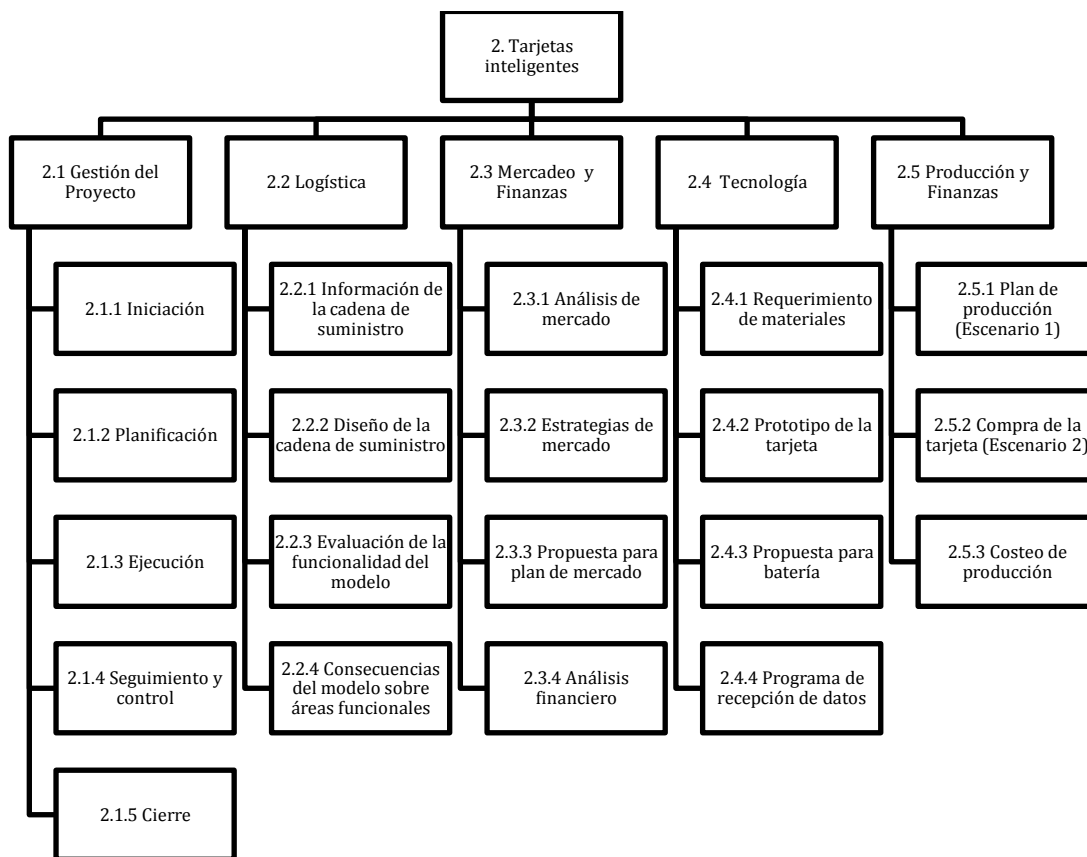 2. Tarjetas
inteligentes
2.1 Gestión del
Proyecto
2.2 Logística
2.3 Mercadeo y
Finanzas
2.4 Tecnología
2.5 Producción y
Finanzas
2.1.1 Iniciación
2.2.1 Información de
la cadena de
suministro
2.3.1 Análisis de
mercado
2.4.1 Requerimiento
de materiales
2.5.1 Plan de
producción
(Escenario 1)
2.1.2 Planificación
2.2.2 Diseño de la
cadena de suministro
2.3.2 Estrategias de
mercado
2.4.2 Prototipo de la
tarjeta
2.5.2 Compra de la
tarjeta (Escenario 2)
2.1.3 Ejecución
2.2.3 Evaluación de la
funcionalidad del
modelo
2.3.3 Propuesta para
plan de mercado
2.4.3 Propuesta para
batería
2.5.3 Costeo de
producción
2.1.4 Seguimiento y
control
2.2.4 Consecuencias
del modelo sobre
áreas funcionales
2.3.4 Análisis
financiero
2.4.4 Programa de
recepción de datos
2.1.5 Cierre